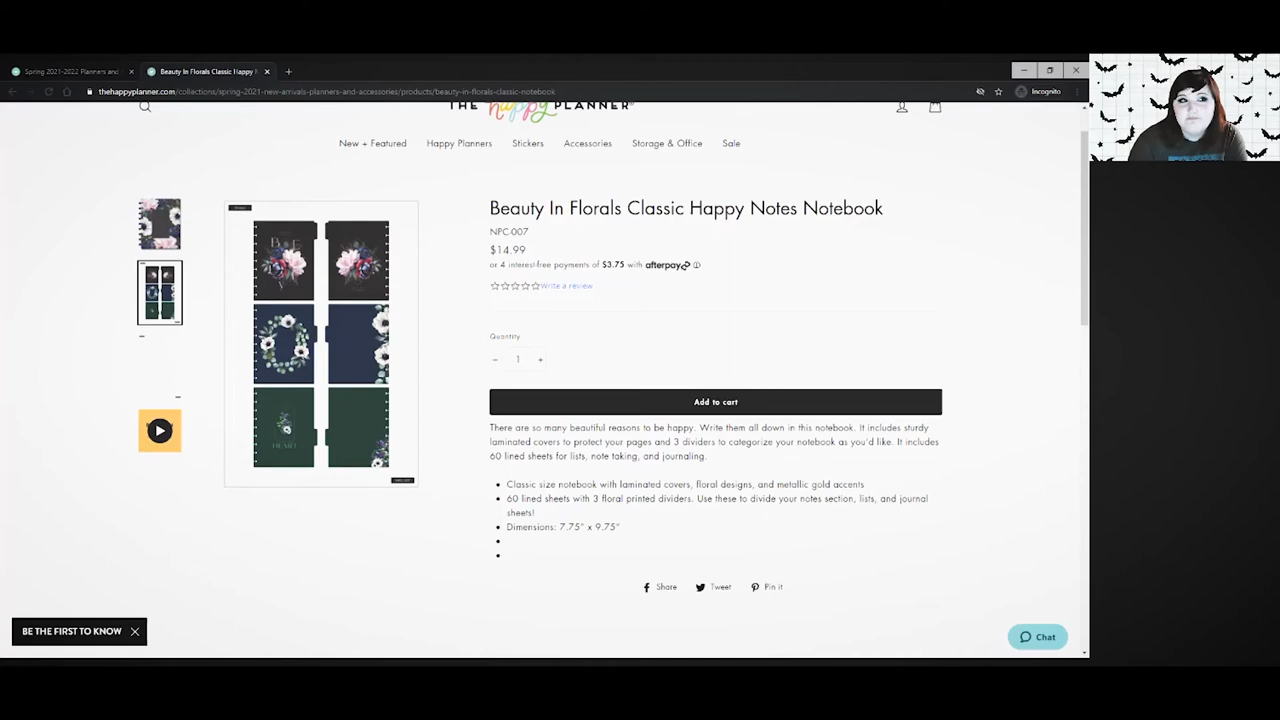 Spring 2021-2022 Planners and
Beauty In Florals Classic Happy
thehappyplanner.com/collections/spring-2021-new-arrivals-planners-and-accessories/products/beauty-in-florals-classic-notebook
Incognito
THE happy PLANNER®
New + Featured Happy Planners Stickers Accessories Storage & Office Sale
Beauty In Florals Classic Happy Notes Notebook
NPC-007
$14.99
or 4 interest-free payments of $3.75 with afterpay
Write a review
Quantity
− 1 +
Add to cart
There are so many beautiful reasons to be happy. Write them all down in this notebook. It includes sturdy
laminated covers to protect your pages and 3 dividers to categorize your notebook as you'd like. It includes
60 lined sheets for lists, note taking, and journaling.
• Classic size notebook with laminated covers, floral designs, and metallic gold accents
• 60 lined sheets with 3 floral printed dividers. Use these to divide your notes section, lists, and journal
sheets!
• Dimensions: 7.75" x 9.75"
Share Tweet Pin it
BE THE FIRST TO KNOW
Chat